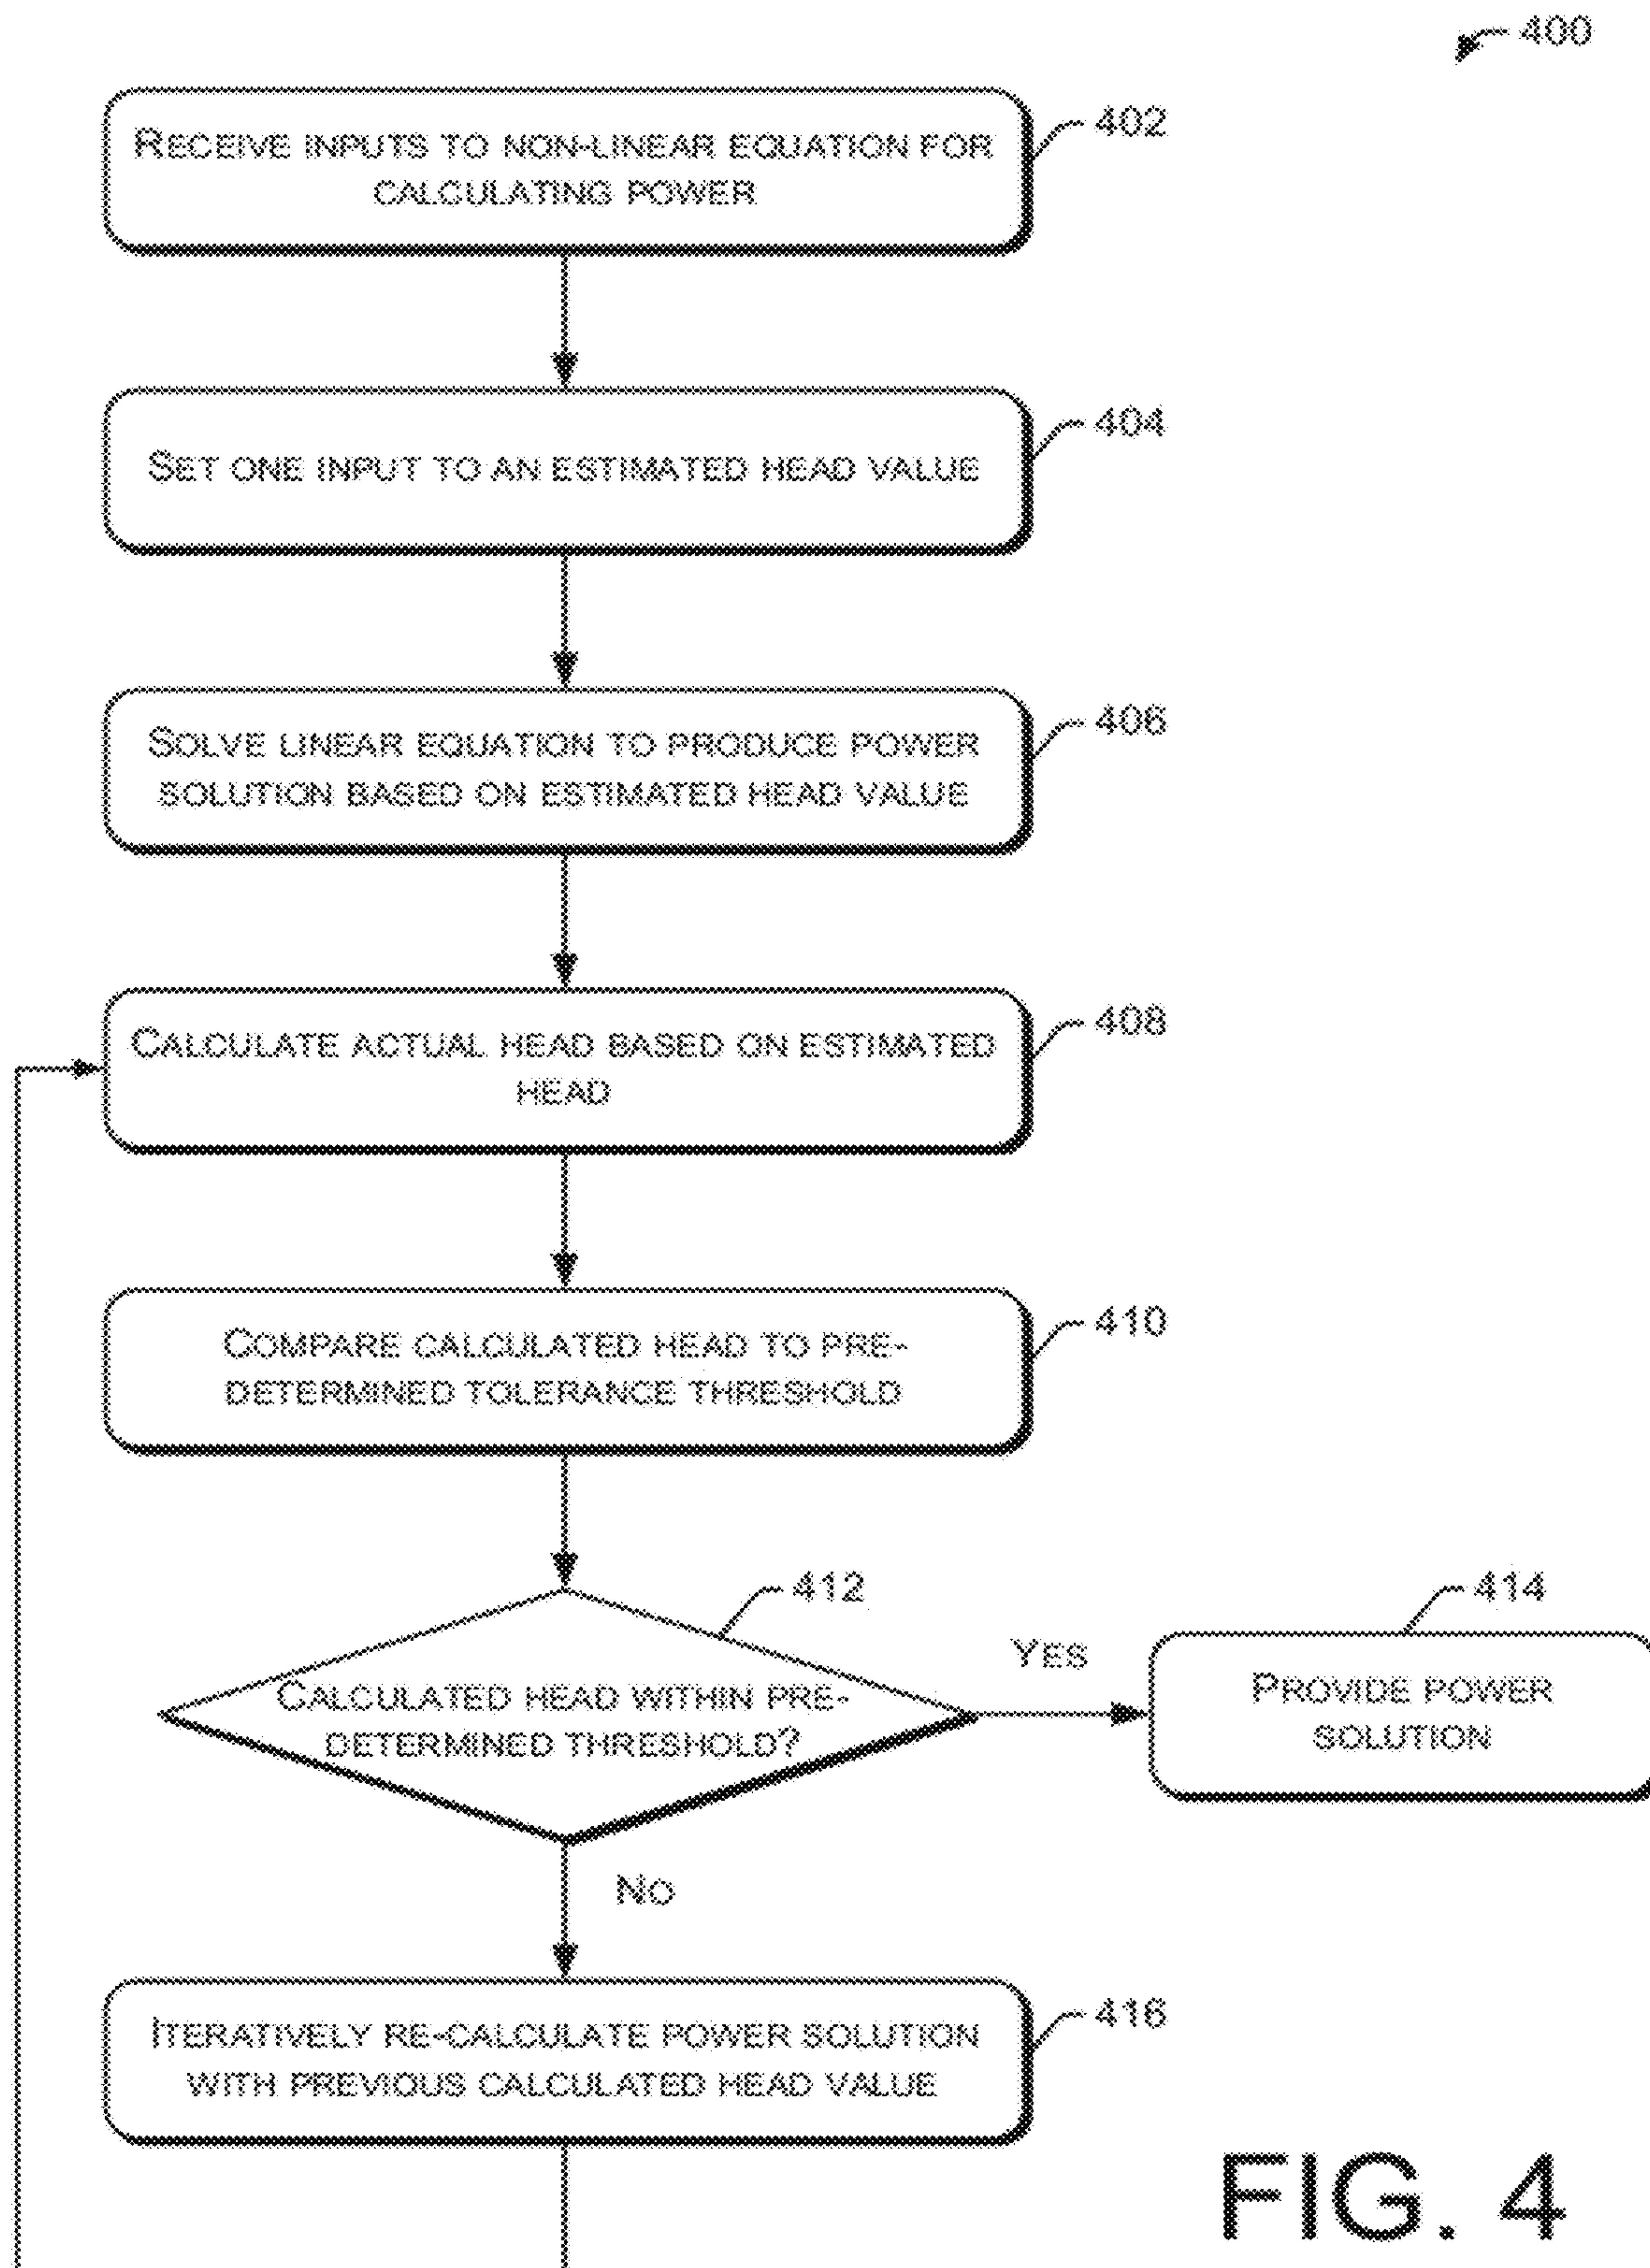 400
RECEIVE INPUTS TO NON-LINEAR EQUATION FOR
CALCULATING POWER
402
SET ONE INPUT TO AN ESTIMATED HEAD VALUE
404
SOLVE LINEAR EQUATION TO PRODUCE POWER
SOLUTION BASED ON ESTIMATED HEAD VALUE
406
CALCULATE ACTUAL HEAD BASED ON ESTIMATED
HEAD
408
COMPARE CALCULATED HEAD TO PRE-
DETERMINED TOLERANCE THRESHOLD
410
412
CALCULATED HEAD WITHIN PRE-
DETERMINED THRESHOLD?
YES
414
PROVIDE POWER
SOLUTION
NO
ITERATIVELY RE-CALCULATE POWER SOLUTION
WITH PREVIOUS CALCULATED HEAD VALUE
416
FIG. 4